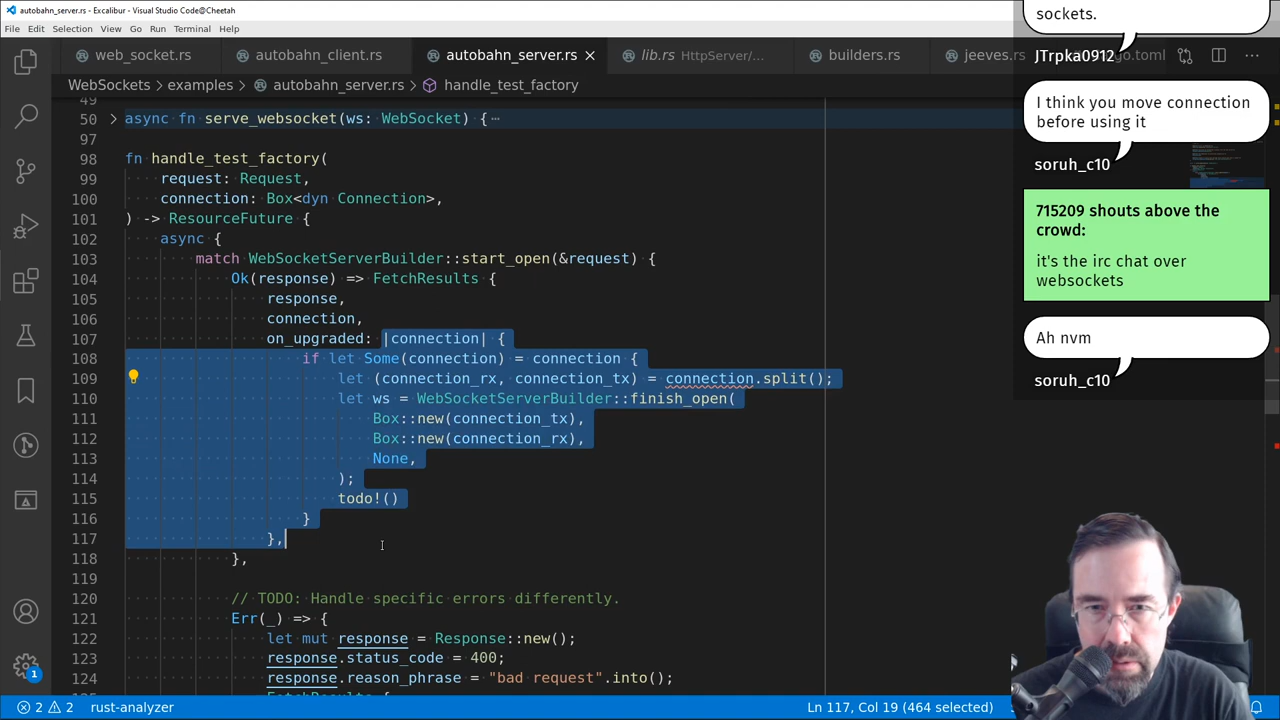 autobahn_server.rs - Excalibur - Visual Studio Code@Cheetah
File Edit Selection View Go Run Terminal Help
web_socket.rs autobahn_client.rs autobahn_server.rs lib.rs HttpServer/... builders.rs jeeves.rs go.toml
WebSockets > examples > autobahn_server.rs > handle_test_factory
49
50 async fn serve_websocket(ws: WebSocket) {…
97
98 fn handle_test_factory(
99 request: Request,
100 connection: Box<dyn Connection>,
101 ) -> ResourceFuture {
102 async {
103 match WebSocketServerBuilder::start_open(&request) {
104 Ok(response) => FetchResults {
105 response,
106 connection,
107 on_upgraded: |connection| {
108 if let Some(connection) = connection {
109 let (connection_rx, connection_tx) = connection.split();
110 let ws = WebSocketServerBuilder::finish_open(
111 Box::new(connection_tx),
112 Box::new(connection_rx),
113 None,
114 );
115 todo!()
116 }
117 },
118 },
119
120 // TODO: Handle specific errors differently.
121 Err(_) => {
122 let mut response = Response::new();
123 response.status_code = 400;
124 response.reason_phrase = "bad request".into();
FetchResults {
sockets.
JTrpka0912
I think you move connection
before using it
soruh_c10
715209 shouts above the
crowd:
it's the irc chat over
websockets
Ah nvm
soruh_c10
1
2 2 rust-analyzer Ln 117, Col 19 (464 selected)